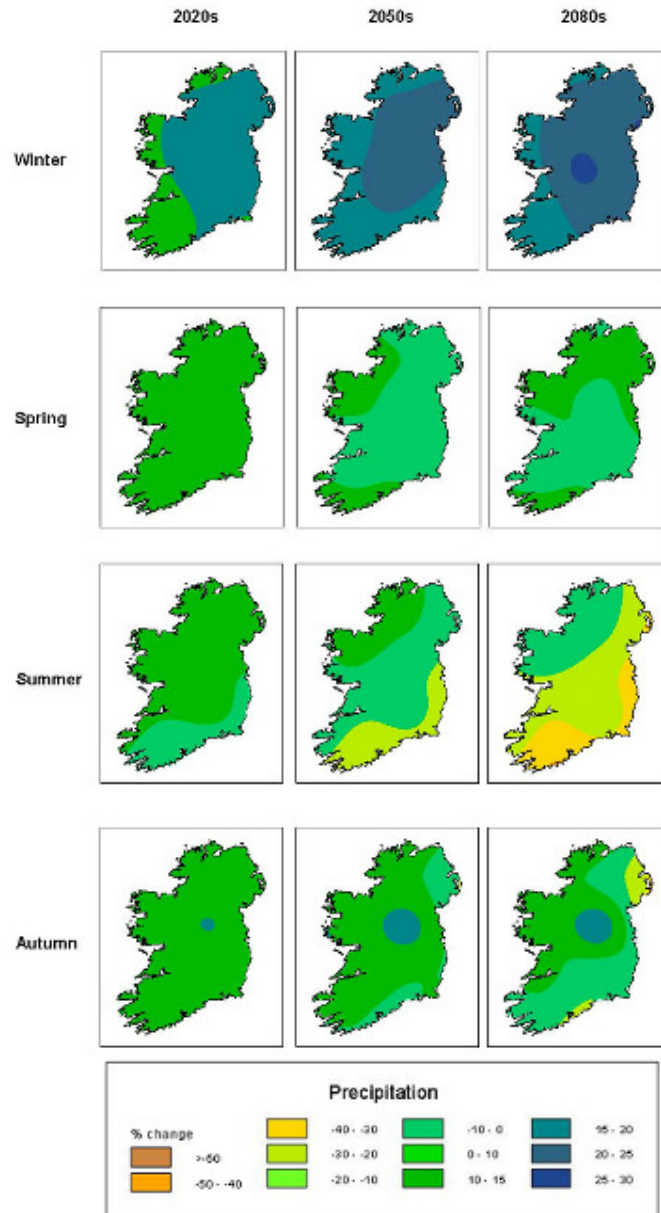 2020s 2050s 2080s
Winter
Spring
Summer
Autumn
Precipitation
% change
>-50
-50 - -40
-40 - -30
-30 - -20
-20 - -10
-10 - 0
0 - 10
10 - 15
15 - 20
20 - 25
25 - 30